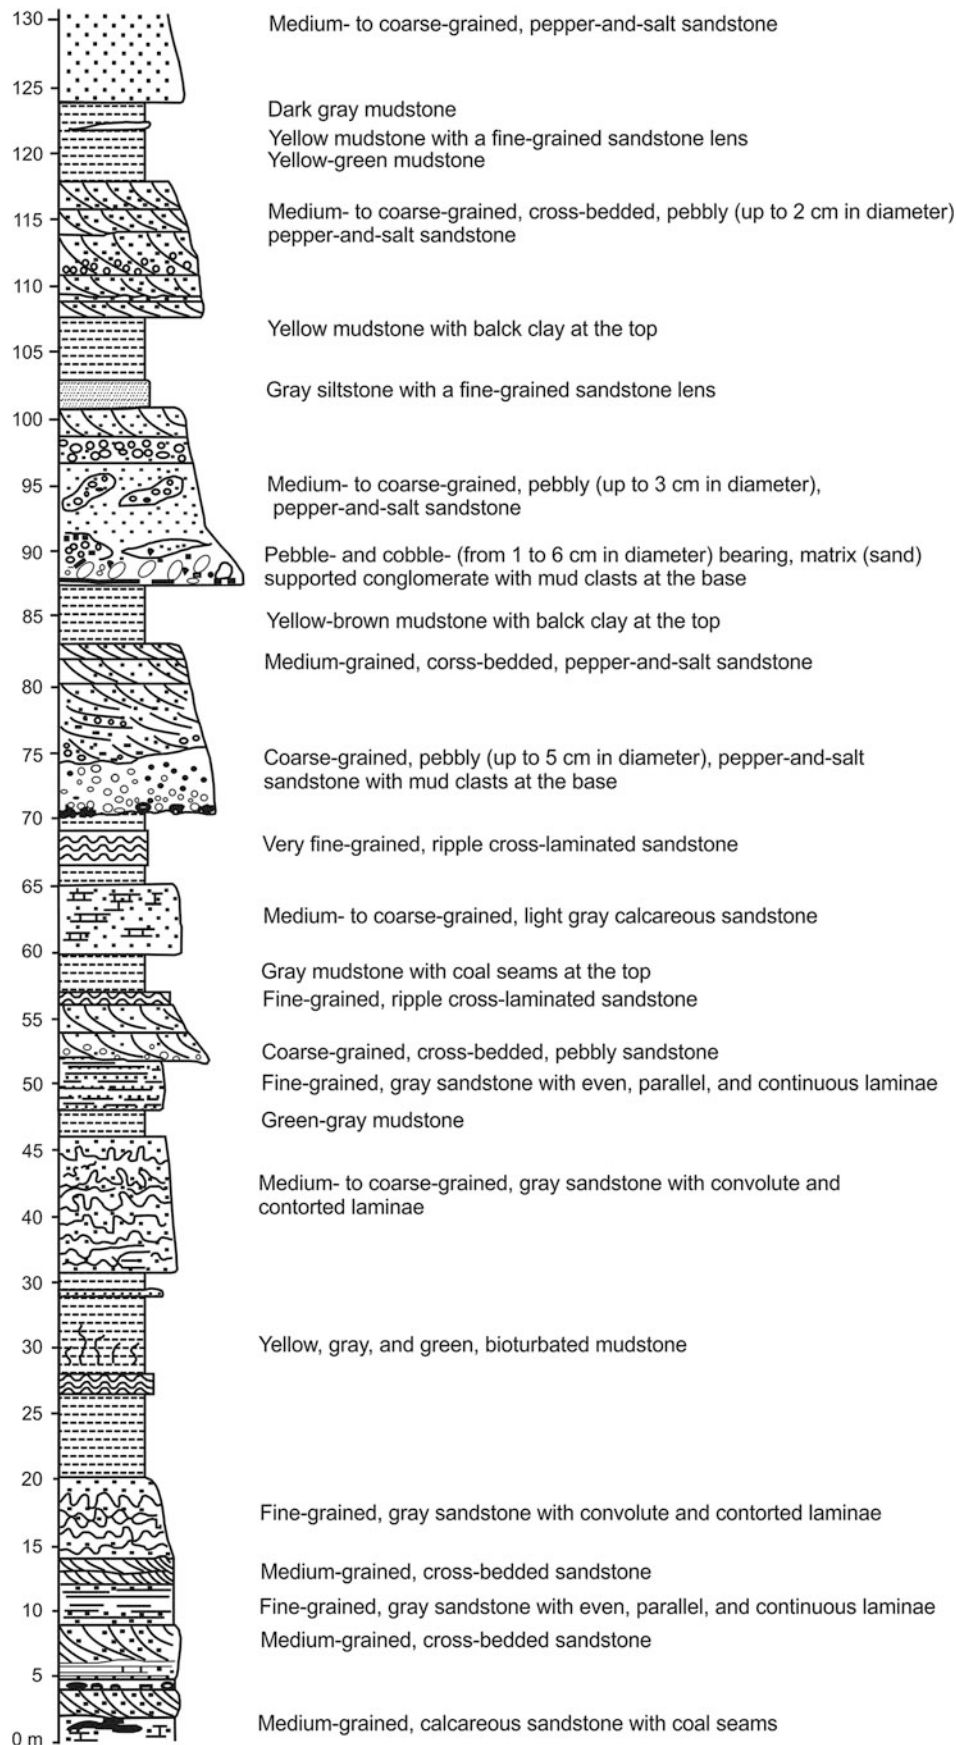 130
Medium- to coarse-grained, pepper-and-salt sandstone
125
Dark gray mudstone
Yellow mudstone with a fine-grained sandstone lens
120
Yellow-green mudstone
115
Medium- to coarse-grained, cross-bedded, pebbly (up to 2 cm in diameter)
pepper-and-salt sandstone
110
Yellow mudstone with balck clay at the top
105
Gray siltstone with a fine-grained sandstone lens
100
95
Medium- to coarse-grained, pebbly (up to 3 cm in diameter),
pepper-and-salt sandstone
90
Pebble- and cobble- (from 1 to 6 cm in diameter) bearing, matrix (sand)
supported conglomerate with mud clasts at the base
85
Yellow-brown mudstone with balck clay at the top
Medium-grained, corss-bedded, pepper-and-salt sandstone
80
75
Coarse-grained, pebbly (up to 5 cm in diameter), pepper-and-salt
sandstone with mud clasts at the base
70
Very fine-grained, ripple cross-laminated sandstone
65
Medium- to coarse-grained, light gray calcareous sandstone
60
Gray mudstone with coal seams at the top
Fine-grained, ripple cross-laminated sandstone
55
Coarse-grained, cross-bedded, pebbly sandstone
50
Fine-grained, gray sandstone with even, parallel, and continuous laminae
Green-gray mudstone
45
Medium- to coarse-grained, gray sandstone with convolute and
contorted laminae
40
30
30
Yellow, gray, and green, bioturbated mudstone
25
20
Fine-grained, gray sandstone with convolute and contorted laminae
15
Medium-grained, cross-bedded sandstone
10
Fine-grained, gray sandstone with even, parallel, and continuous laminae
Medium-grained, cross-bedded sandstone
5
Medium-grained, calcareous sandstone with coal seams
0 m